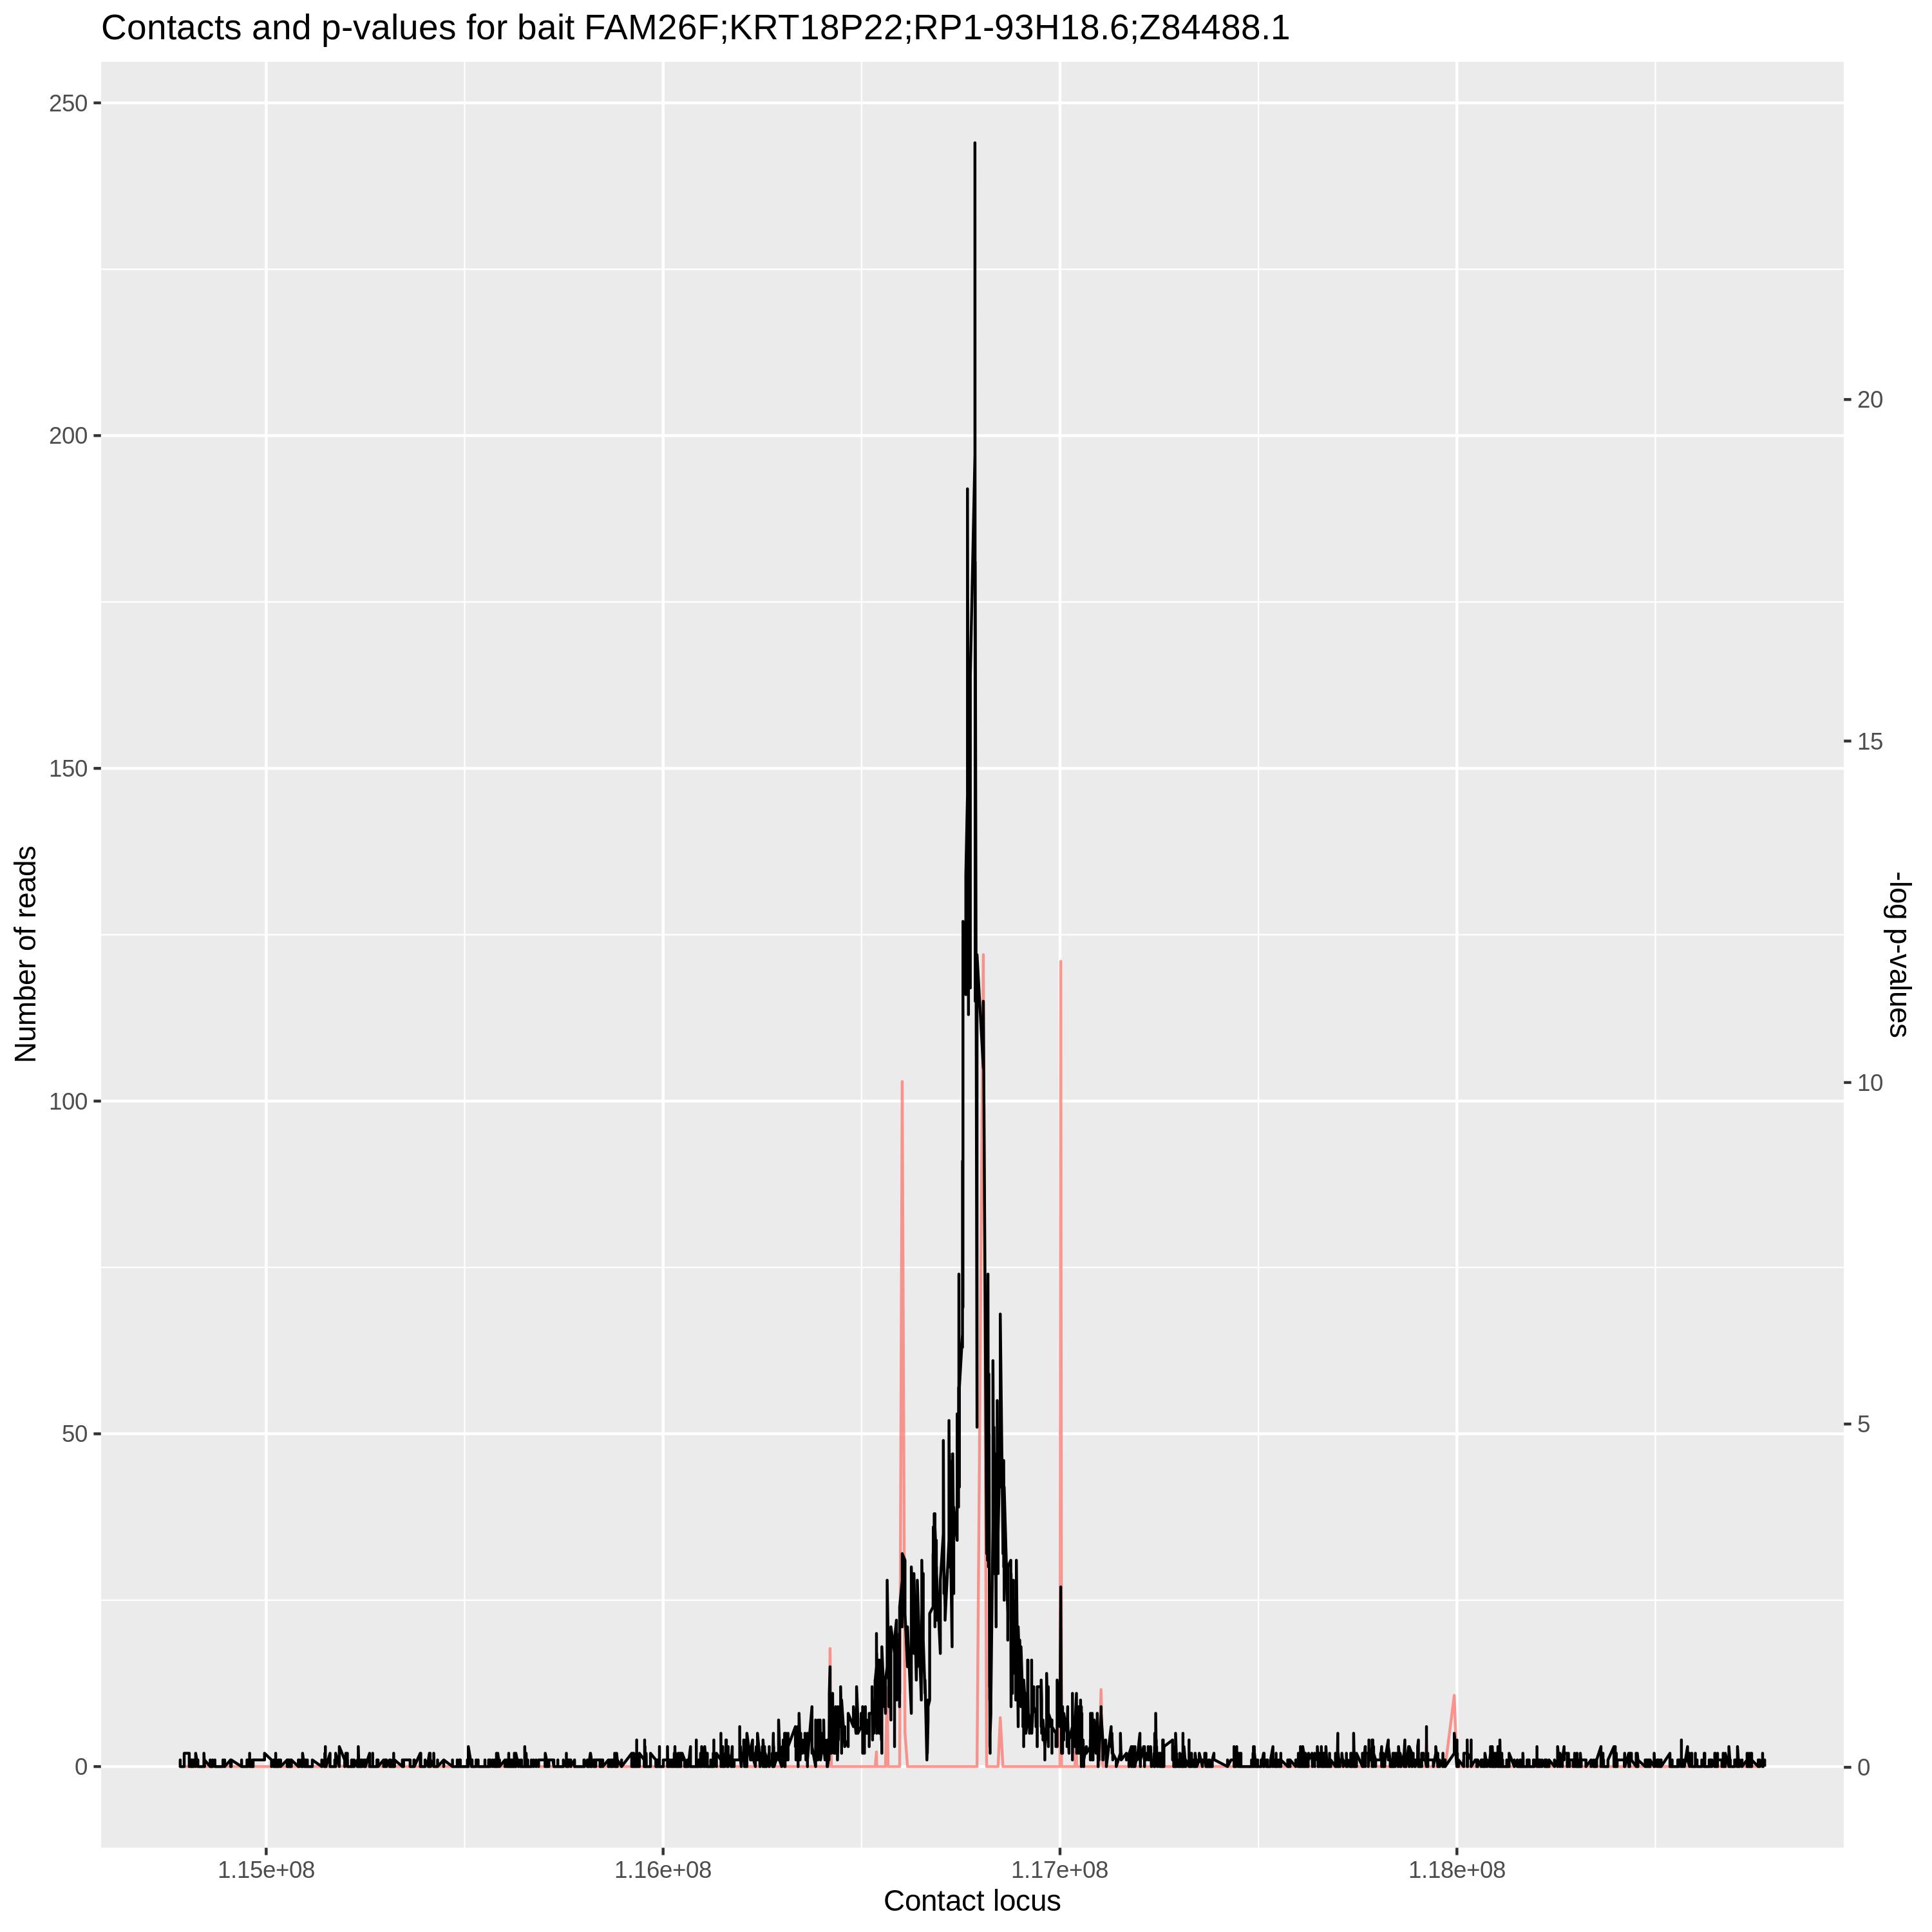 Contacts and p-values for bait FAM26F;KRT18P22;RP1-93H18.6;Z84488.1
250
200
150
100
50
0
Number of reads
20
15
10
5
0
-log p-values
1.15e+08
1.16e+08
1.17e+08
1.18e+08
Contact locus